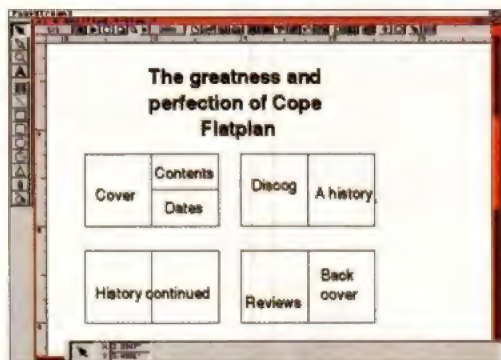 The greatness and
perfection of Cope
Flatplan
Cover
Contents
Dates
Discog
A history
History continued
Reviews
Back
cover